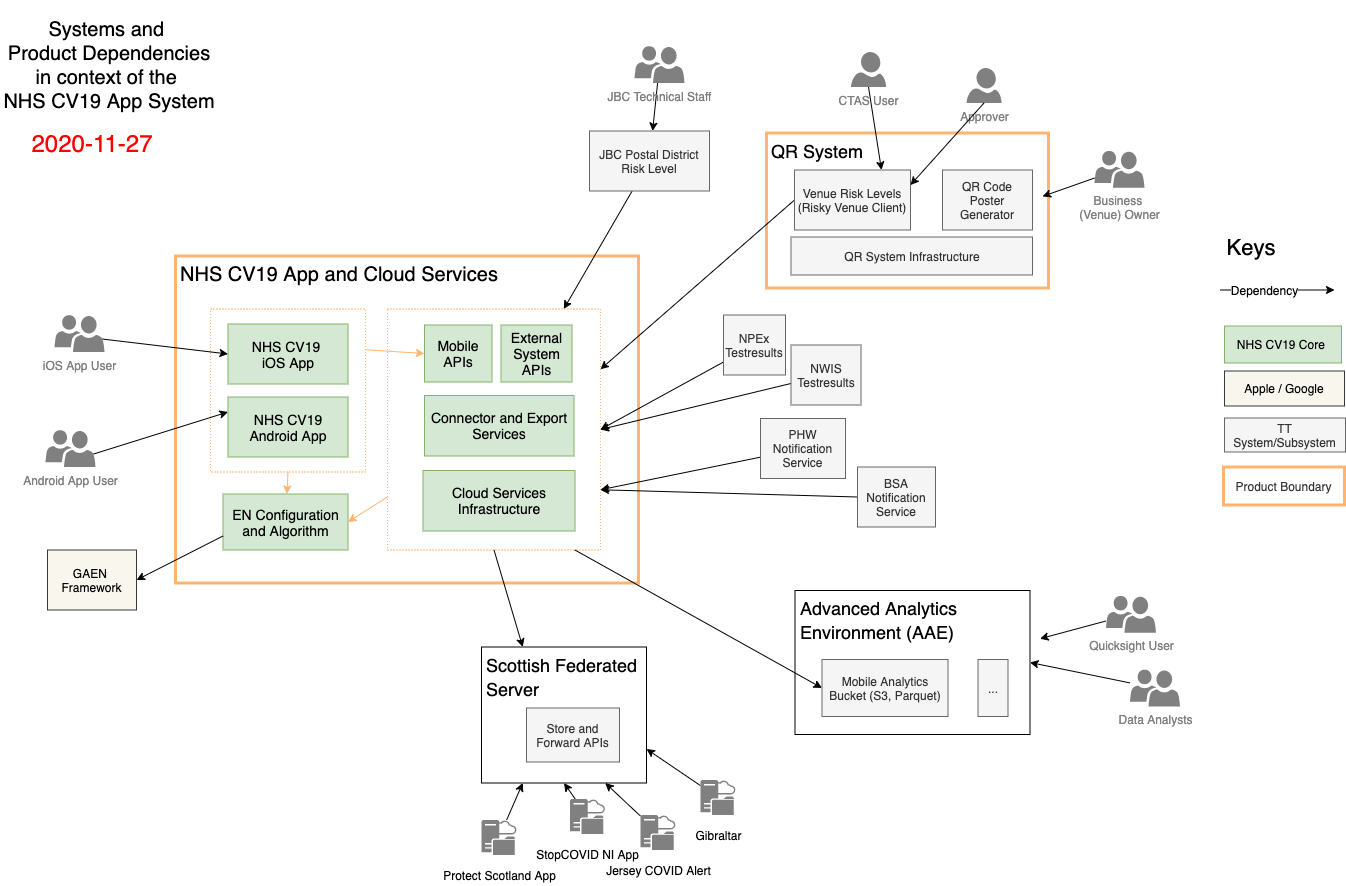 Systems and
Product Dependencies
in context of the
NHS CV19 App System
2020-11-27
JBC Technical Staff
CTAS User
Approver
JBC Postal District
Risk Level
QR System
Venue Risk Levels
(Risky Venue Client)
QR Code
Poster
Generator
QR System Infrastructure
Business
(Venue) Owner
Keys
Dependency
NHS CV19 Core
Apple / Google
TT
System/Subsystem
Product Boundary
NHS CV19 App and Cloud Services
iOS App User
Android App User
NHS CV19
iOS App
NHS CV19
Android App
Mobile
APIs
External
System
APIs
Connector and Export
Services
Cloud Services
Infrastructure
EN Configuration
and Algorithm
GAEN
Framework
NPEx
Testresults
NWIS
Testresults
PHW
Notification
Service
BSA
Notification
Service
Advanced Analytics
Environment (AAE)
Mobile Analytics
Bucket (S3, Parquet)
...
Quicksight User
Data Analysts
Scottish Federated
Server
Store and
Forward APIs
Gibraltar
StopCOVID NI App
Jersey COVID Alert
Protect Scotland App